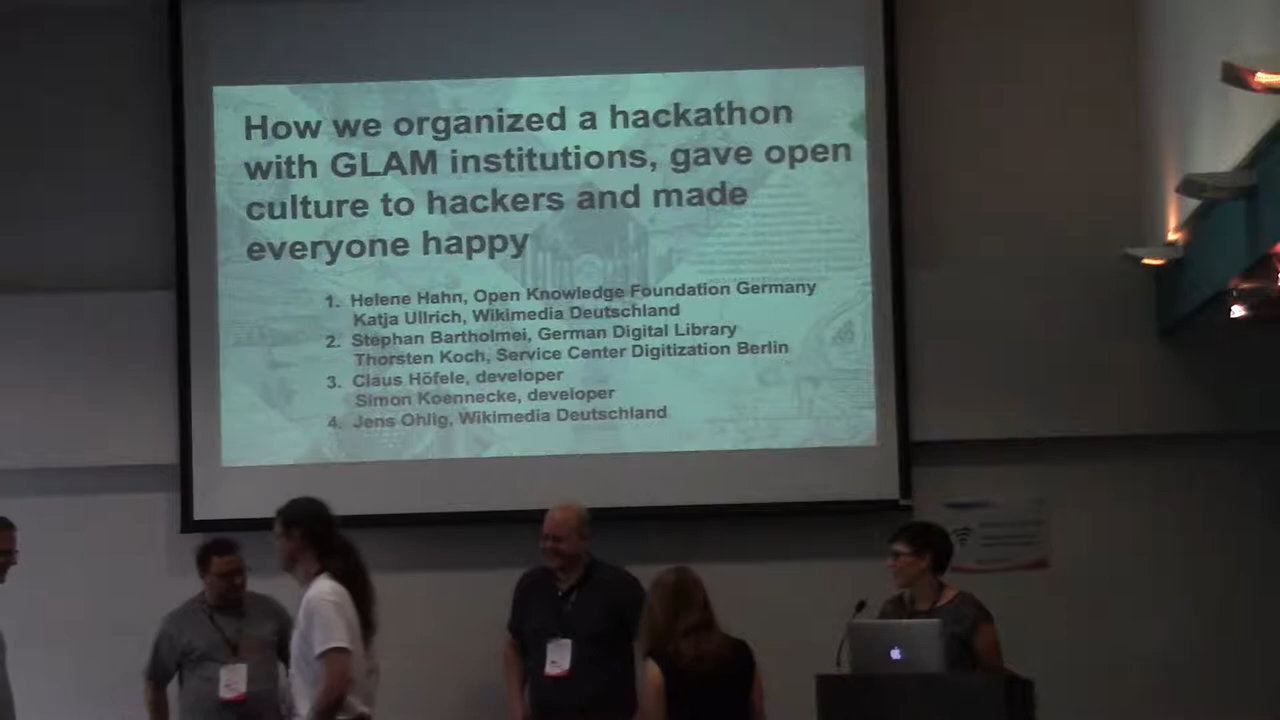 How we organized a hackathon
with GLAM institutions, gave open
culture to hackers and made
everyone happy
1. Helene Hahn, Open Knowledge Foundation Germany
Katja Ullrich, Wikimedia Deutschland
2. Stephan Bartholmei, German Digital Library
Thorsten Koch, Service Center Digitization Berlin
3. Claus Höfele, developer
Simon Koennecke, developer
4. Jens Ohlig, Wikimedia Deutschland